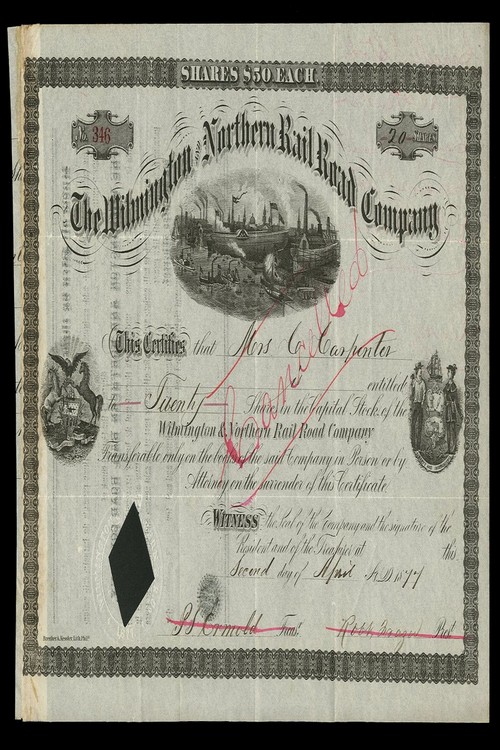 SHARES $50 EACH.
No. 346
20 SHARES
The Wilmington and Northern Rail Road Company
This Certifies that Mrs C Carpenter
entitled
to Twenty Shares in the Capital Stock of the
Wilmington & Northern Rail Road Company
Transferable only on the books of the said Company in Person or by
Attorney on the surrender of this Certificate
WITNESS the Seal of the Company and the signature of the
President and of the Treasurer at this
Second day of April A.D. 1877
Cancelled
Treas.
Prest